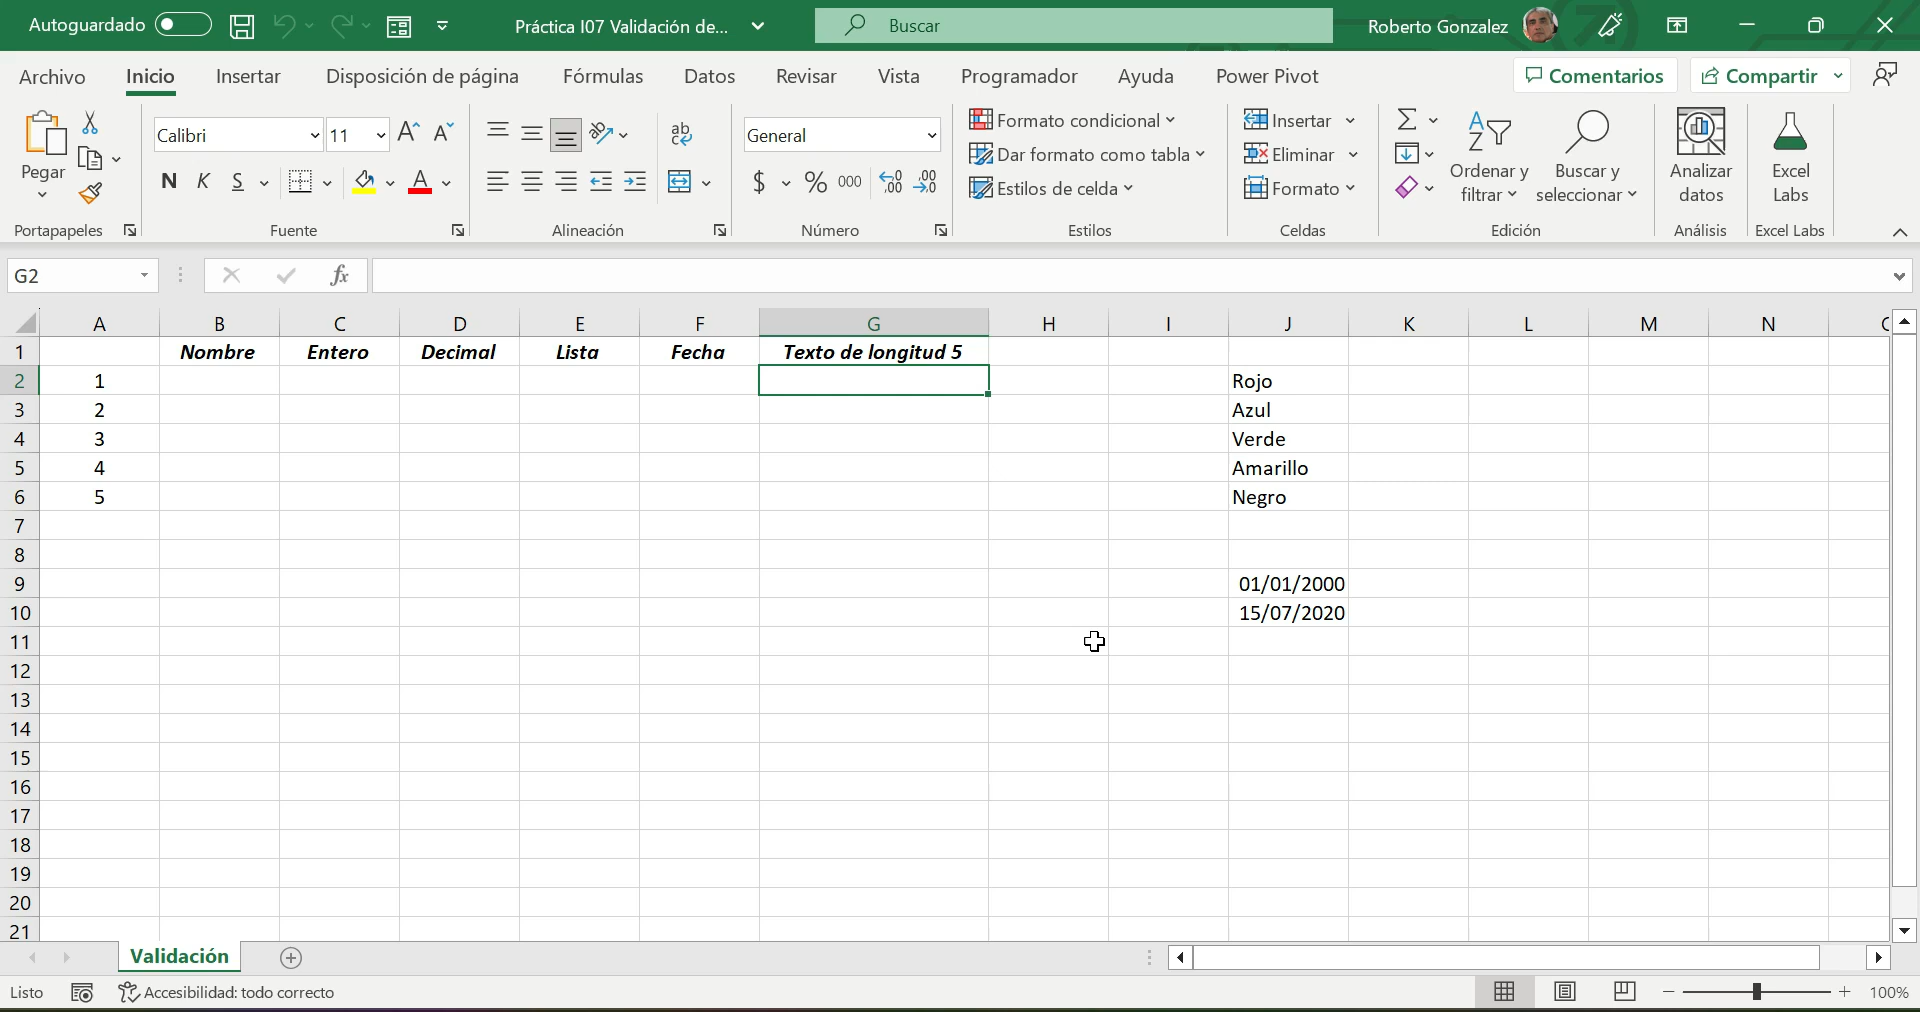 Autoguardado
Práctica I07 Validación de...
Buscar
Roberto Gonzalez
Archivo Inicio Insertar Disposición de página Fórmulas Datos Revisar Vista Programador Ayuda Power Pivot
Comentarios Compartir
Pegar
Portapapeles
Calibri 11
N K S
Fuente
ab
Alineación
General
$ % 000
Número
Formato condicional
Dar formato como tabla
Estilos de celda
Estilos
Insertar
Eliminar
Formato
Celdas
Ordenar y
filtrar
Buscar y
seleccionar
Edición
Analizar
datos
Análisis
Excel
Labs
Excel Labs
G2 fx
A B C D E F G H I J K L M N
1 Nombre Entero Decimal Lista Fecha Texto de longitud 5
2 1 Rojo
3 2 Azul
4 3 Verde
5 4 Amarillo
6 5 Negro
7
8
9 01/01/2000
10 15/07/2020
11
12
13
14
15
16
17
18
19
20
21
Validación
Listo Accesibilidad: todo correcto 100%